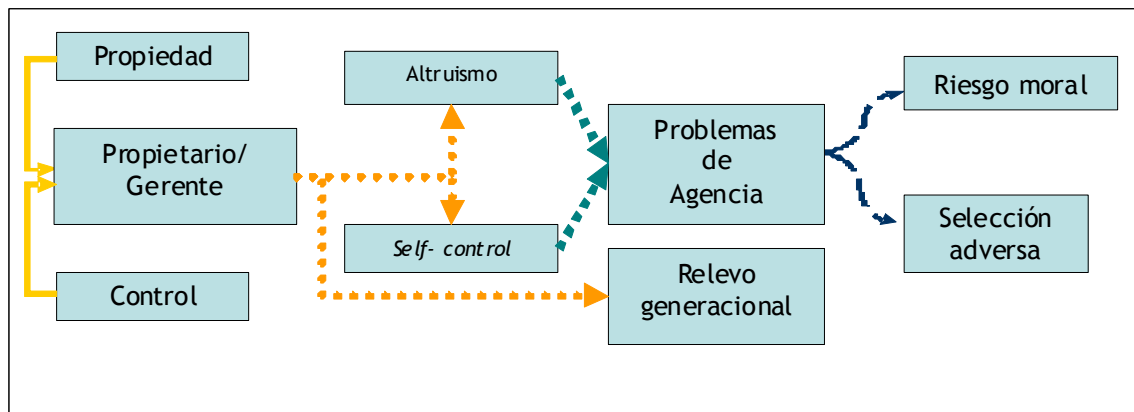 Propiedad
Propietario/
Gerente
Control
Altruismo
Self- control
Problemas
de
Agencia
Relevo
generacional
Riesgo moral
Selección
adversa